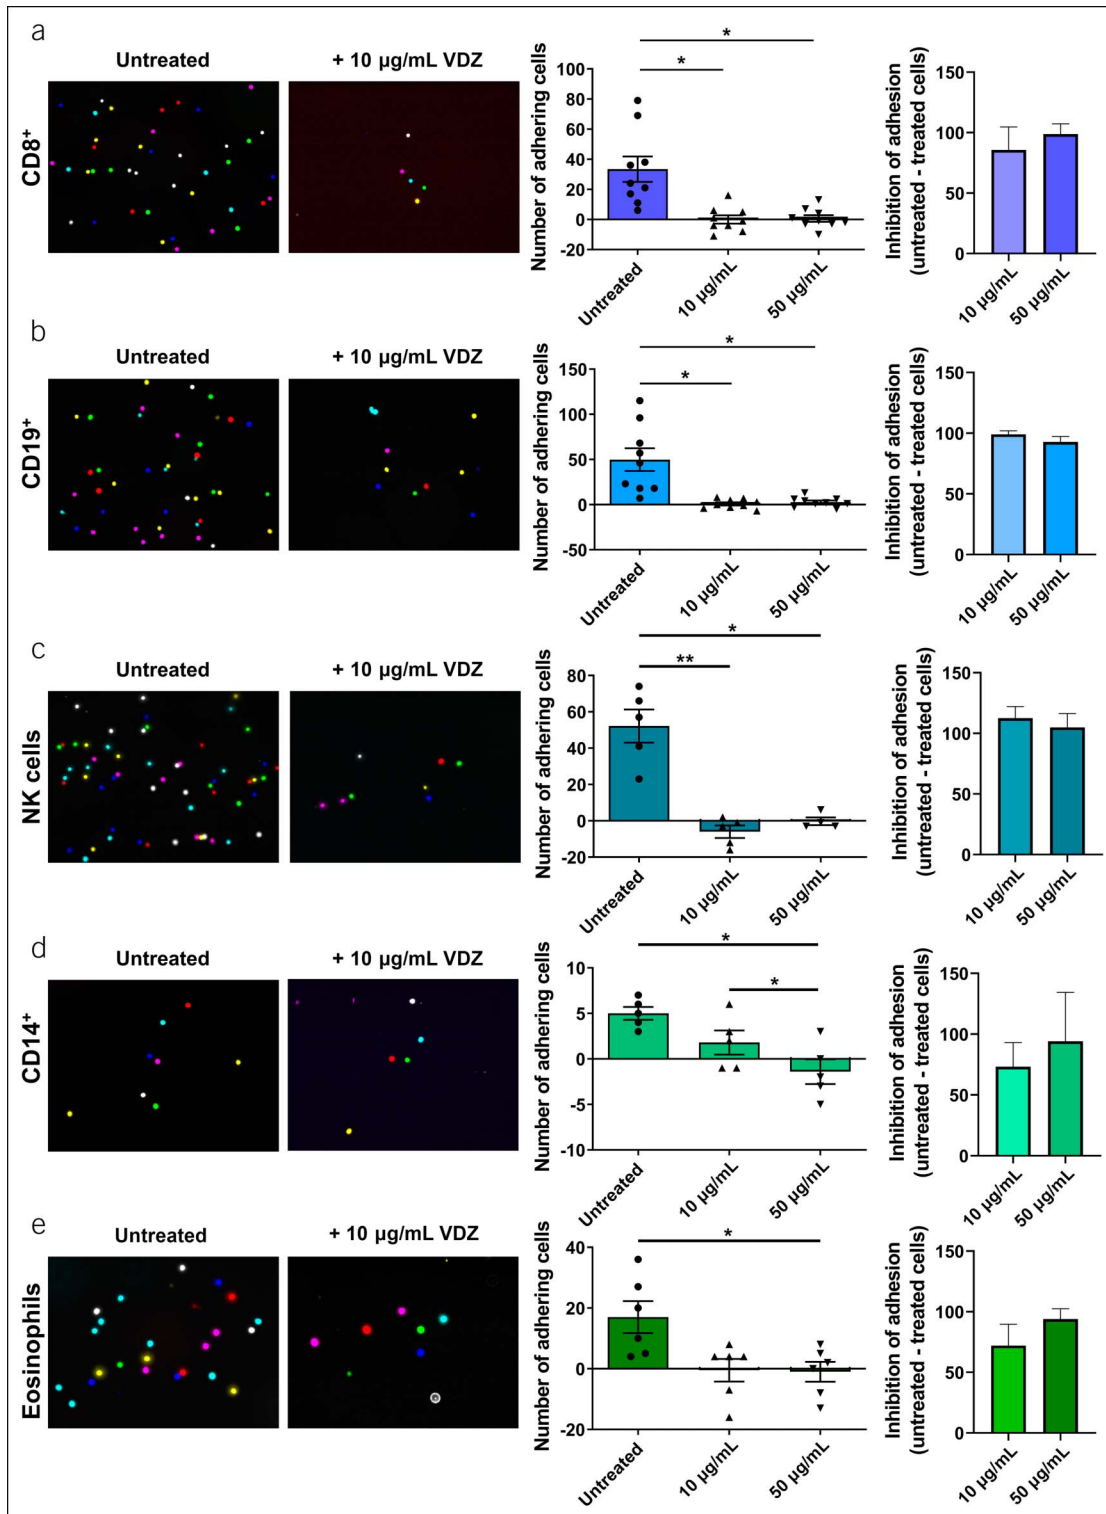 a
Untreated
+ 10 µg/mL VDZ
CD8+
Number of adhering cells
100
80
60
40
20
0
-20
*
*
Untreated
10 µg/mL
50 µg/mL
Inhibition of adhesion
(untreated - treated cells)
150
100
50
0
10 µg/mL
50 µg/mL
b
Untreated
+ 10 µg/mL VDZ
CD19+
Number of adhering cells
150
100
50
0
-50
*
*
Untreated
10 µg/mL
50 µg/mL
Inhibition of adhesion
(untreated - treated cells)
150
100
50
0
10 µg/mL
50 µg/mL
c
Untreated
+ 10 µg/mL VDZ
NK cells
Number of adhering cells
80
60
40
20
0
-20
*
**
Untreated
10 µg/mL
50 µg/mL
Inhibition of adhesion
(untreated - treated cells)
150
100
50
0
10 µg/mL
50 µg/mL
d
Untreated
+ 10 µg/mL VDZ
CD14+
Number of adhering cells
10
5
0
-5
-10
*
*
Untreated
10 µg/mL
50 µg/mL
Inhibition of adhesion
(untreated - treated cells)
150
100
50
0
10 µg/mL
50 µg/mL
e
Untreated
+ 10 µg/mL VDZ
Eosinophils
Number of adhering cells
40
20
0
-20
*
Untreated
10 µg/mL
50 µg/mL
Inhibition of adhesion
(untreated - treated cells)
150
100
50
0
10 µg/mL
50 µg/mL